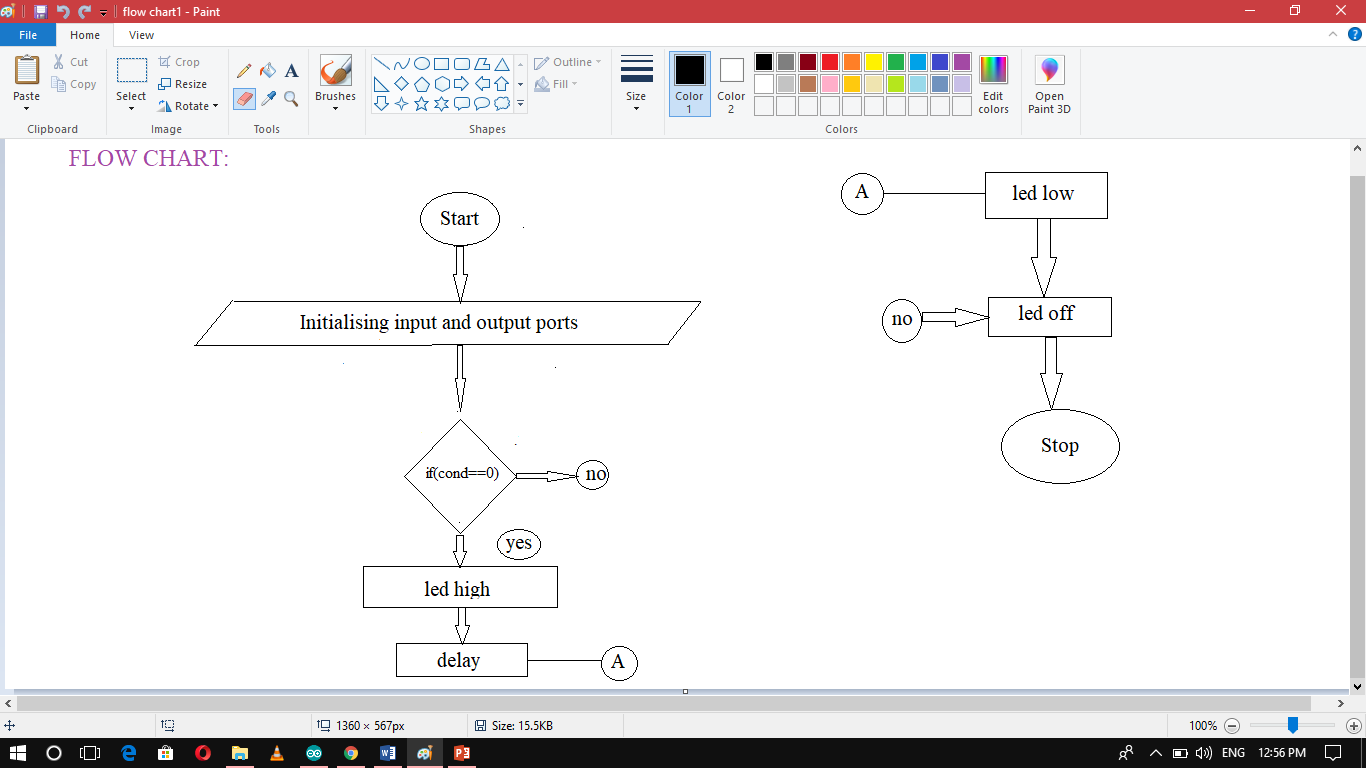 flow chart1 - Paint
File Home View
Paste Cut Copy Clipboard
Select Crop Resize Rotate Image
Tools
A
Brushes
Outline Fill Shapes
Size
Color 1
Color 2
Edit colors
Colors
Open Paint 3D
FLOW CHART:
Start
Initialising input and output ports
if(cond==0)
no
yes
led high
delay
A
A
led low
no
led off
Stop
1360 × 567px
Size: 15.5KB
100%
ENG
12:56 PM